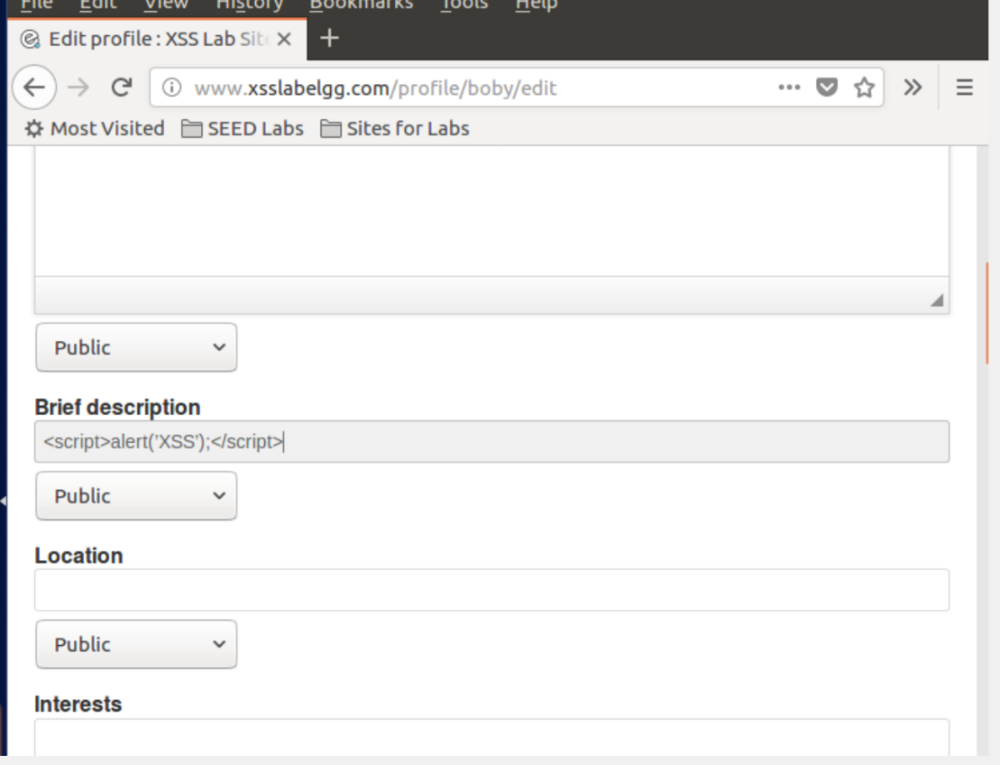 File Edit View History Bookmarks Tools Help
Edit profile : XSS Lab Site
www.xsslabelgg.com/profile/boby/edit
Most Visited SEED Labs Sites for Labs
Public
Brief description
<script>alert(’XSS’);</script>
Public
Location
Public
Interests